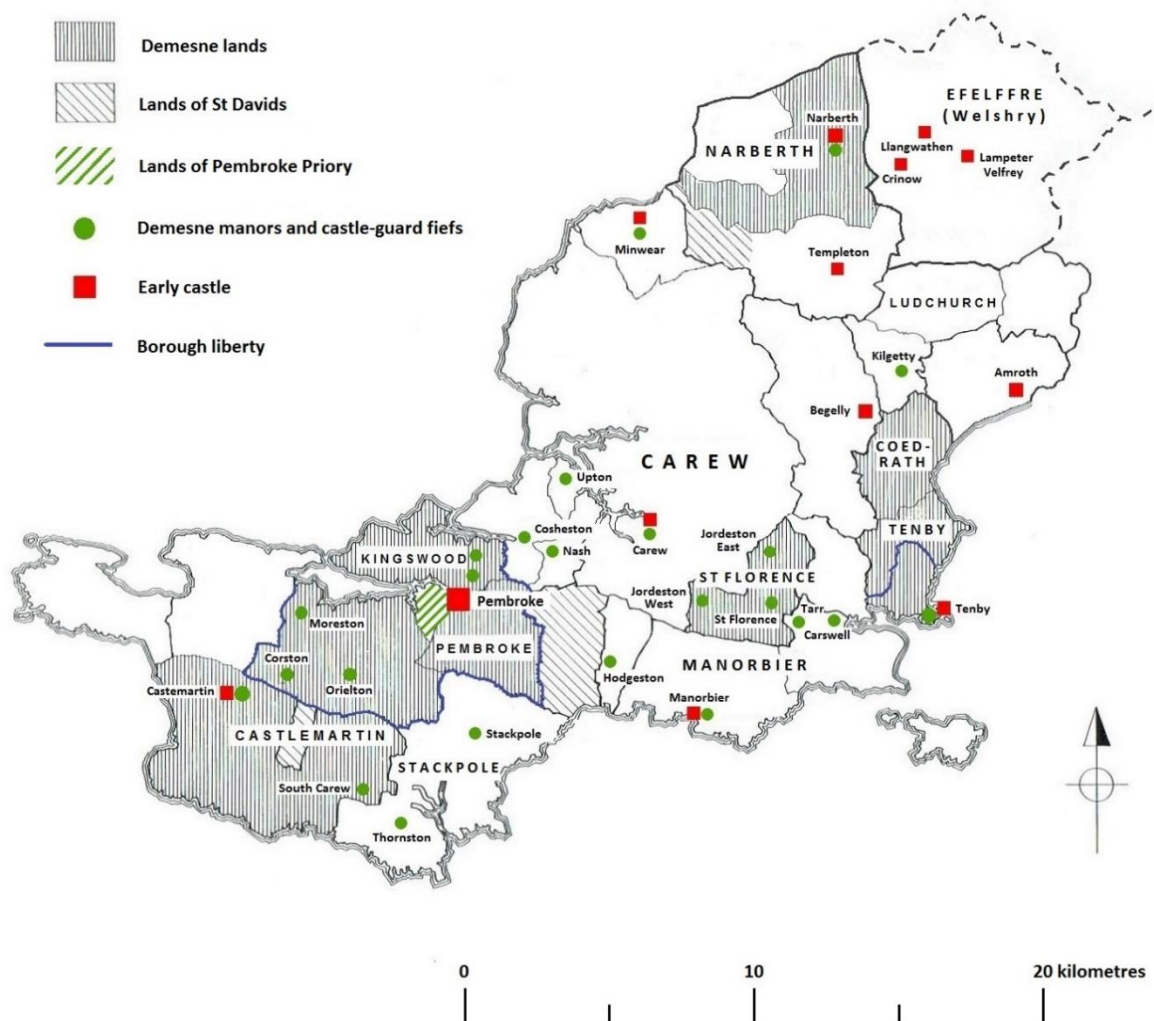 Demesne lands
Lands of St Davids
Lands of Pembroke Priory
Demesne manors and castle-guard fiefs
Early castle
Borough liberty
EFELFFRE
(Welshry)
Narberth
NARBERTH
Llangwathen
Lampeter
Velfrey
Crinow
Minwear
Templeton
LUDCHURCH
Kilgetty
Amroth
Begelly
COED-
RATH
CAREW
Upton
Cosheston
Nash
Carew
TENBY
Jordeston
East
KINGSWOOD
ST FLORENCE
Jordeston
West
Pembroke
St Florence
Tarr
Carswell
Tenby
Moreston
PEMBROKE
MANORBIER
Corston
Orielton
Hodgeston
Castemartin
Manorbier
CASTLEMARTIN
Stackpole
STACKPOLE
South Carew
Thornston
0
10
20 kilometres